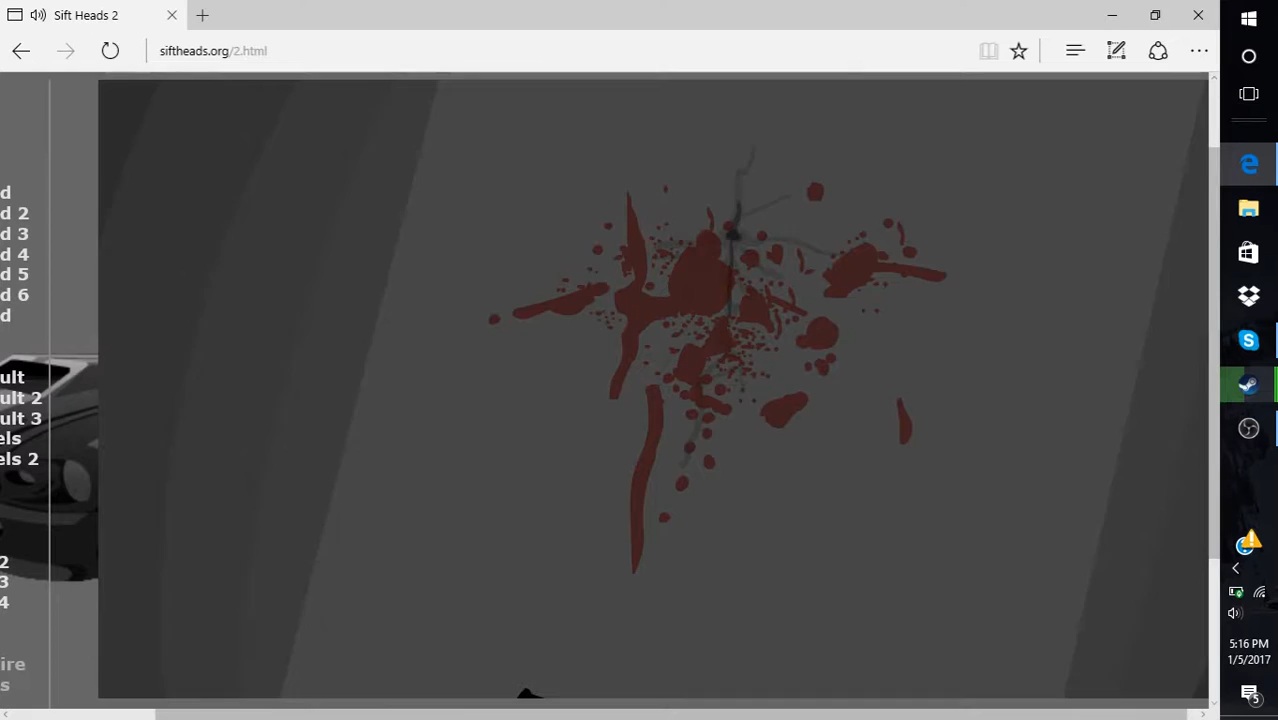 Sift Heads 2
siftheads.org/2.html
d
d 2
d 3
d 4
d 5
d 6
d
ult
ult 2
ult 3
els
els 2
2
3
4
ire
s
5:16 PM
1/5/2017
5